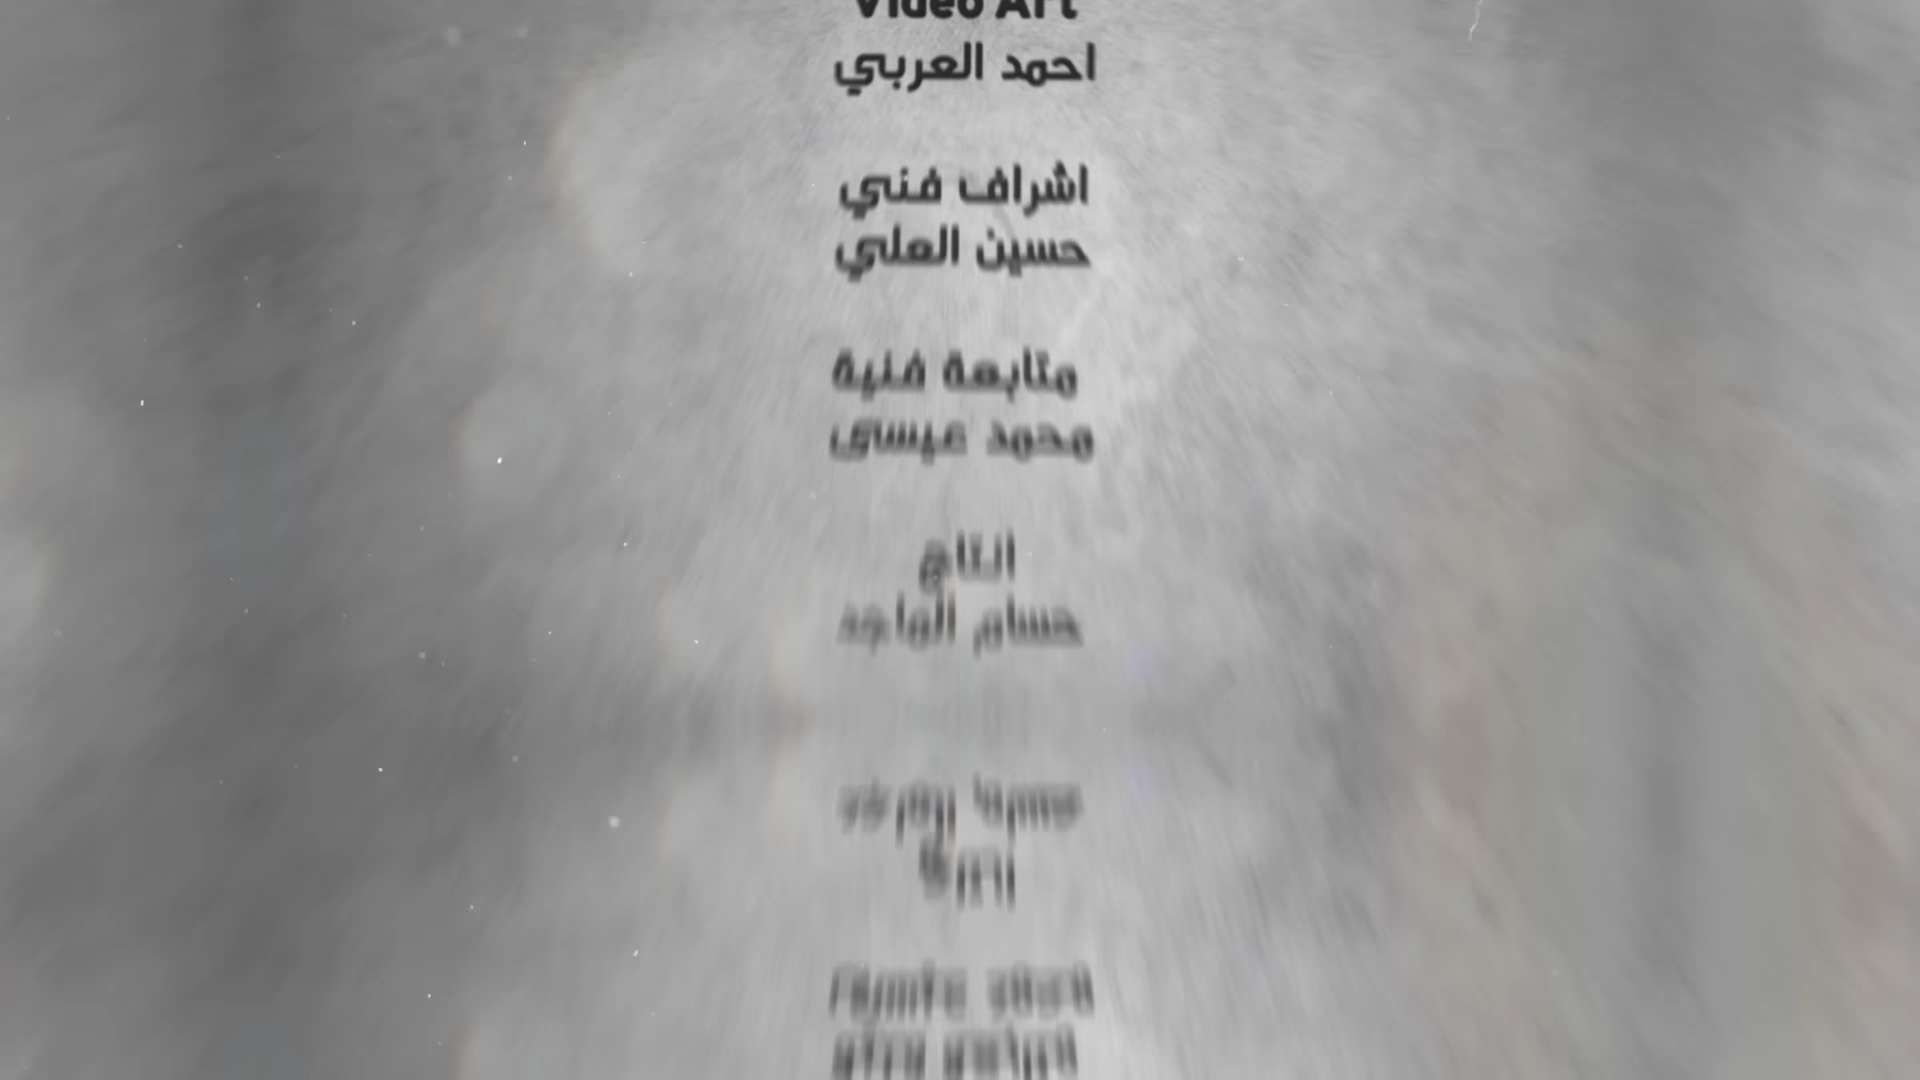 Video Art
احمد العربي
اشراف فني
حسين العلي
متابعة فنية
محمد عيسى
انتاج
حسام الماجد